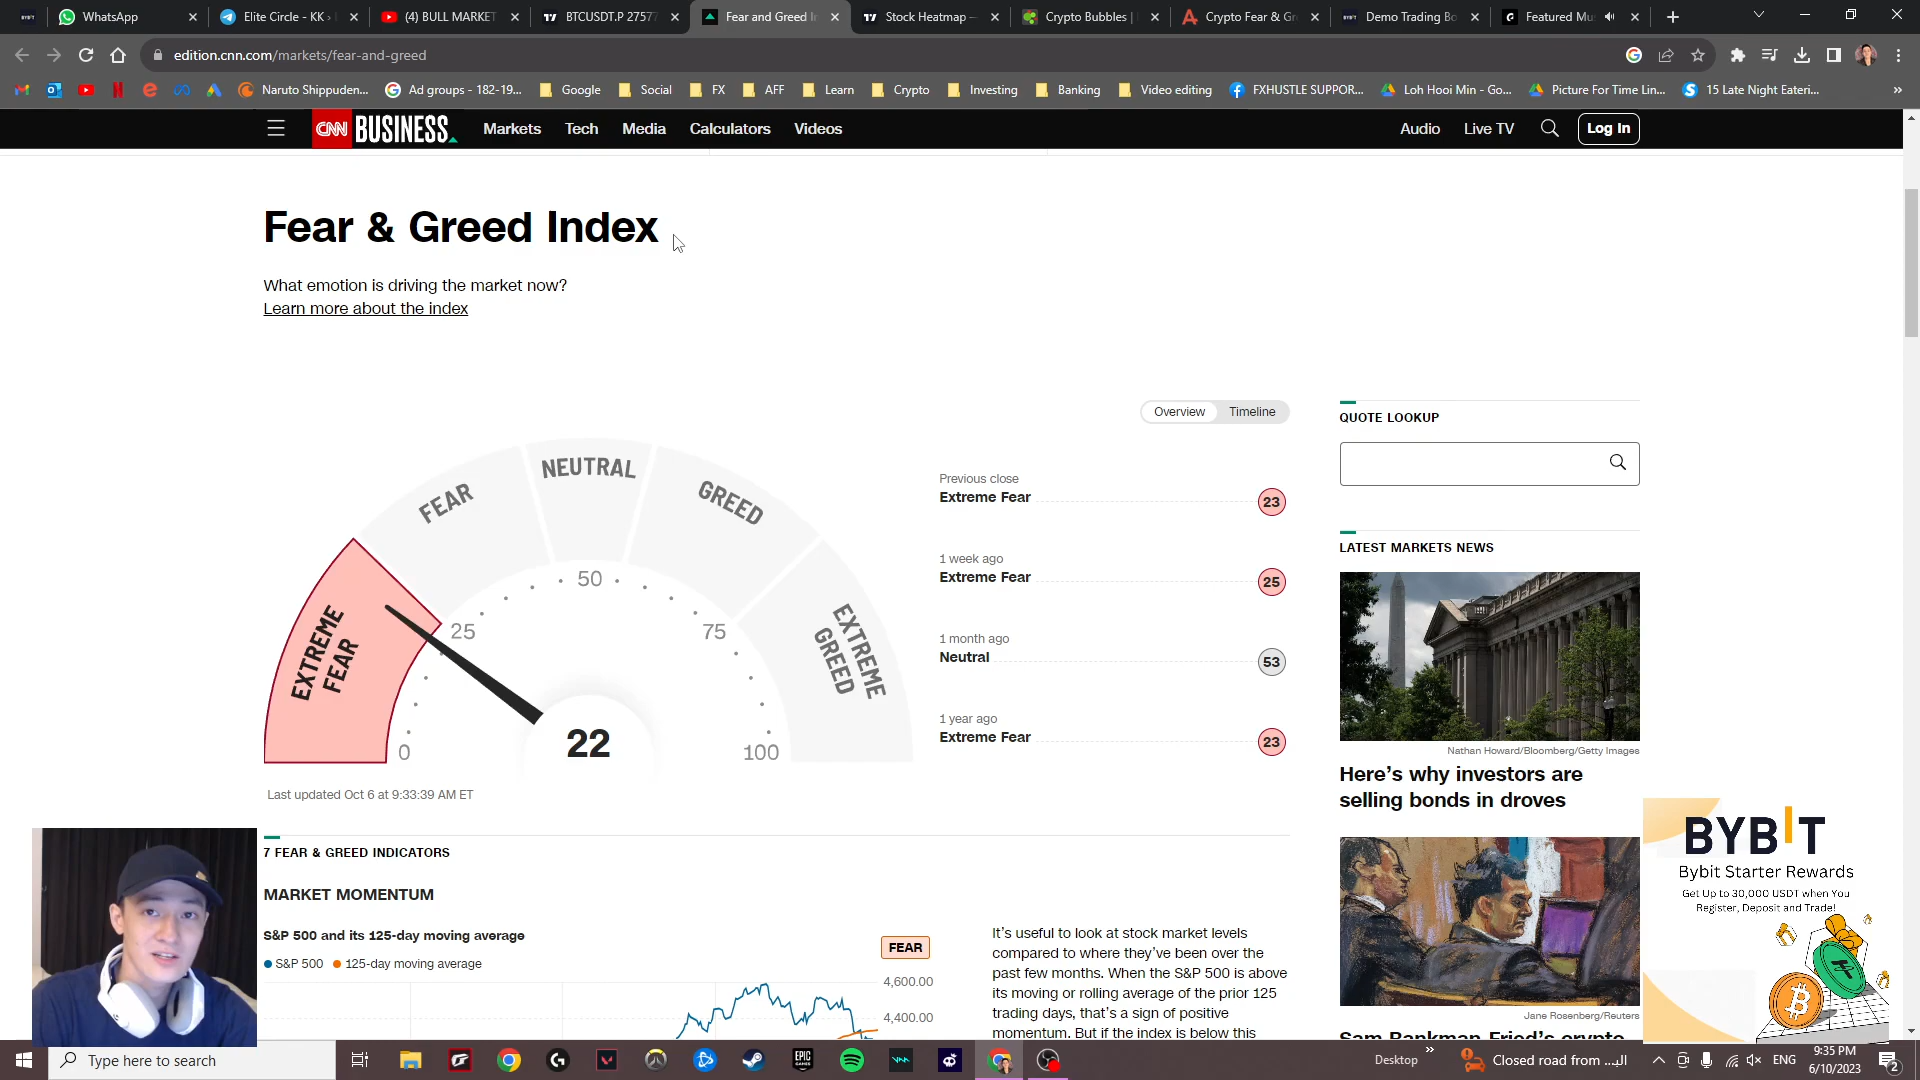 WhatsApp
Elite Circle - KK
(4) BULL MARKET
BTCUSDT.P 27577
Fear and Greed I
Stock Heatmap
Crypto Bubbles |
Crypto Fear & Gr
Demo Trading Bo
Featured Mu
edition.cnn.com/markets/fear-and-greed
Naruto Shippuden...
Ad groups - 182-19...
Google
Social
FX
AFF
Learn
Crypto
Investing
Banking
Video editing
FXHUSTLE SUPPOR...
Loh Hooi Min - Go...
Picture For Time Lin...
15 Late Night Eateri...
CNN BUSINESS
Markets
Tech
Media
Calculators
Videos
Audio
Live TV
Log In
Fear & Greed Index
What emotion is driving the market now?
Learn more about the index
Overview
Timeline
EXTREME FEAR
FEAR
NEUTRAL
GREED
EXTREME GREED
0
25
50
75
100
22
Last updated Oct 6 at 9:33:39 AM ET
Previous close
Extreme Fear
23
1 week ago
Extreme Fear
25
1 month ago
Neutral
53
1 year ago
Extreme Fear
23
QUOTE LOOKUP
LATEST MARKETS NEWS
Nathan Howard/Bloomberg/Getty Images
Here's why investors are
selling bonds in droves
Jane Rosenberg/Reuters
Sam Bankman-Fried's crypto
7 FEAR & GREED INDICATORS
MARKET MOMENTUM
S&P 500 and its 125-day moving average
S&P 500
125-day moving average
FEAR
4,600.00
4,400.00
It's useful to look at stock market levels
compared to where they've been over the
past few months. When the S&P 500 is above
its moving or rolling average of the prior 125
trading days, that's a sign of positive
momentum. But if the index is below this
BYBIT
Bybit Starter Rewards
Get Up to 30,000 USDT when You
Register, Deposit and Trade!
Type here to search
Desktop
Closed road from ...الب
ENG
9:35 PM
6/10/2023
2